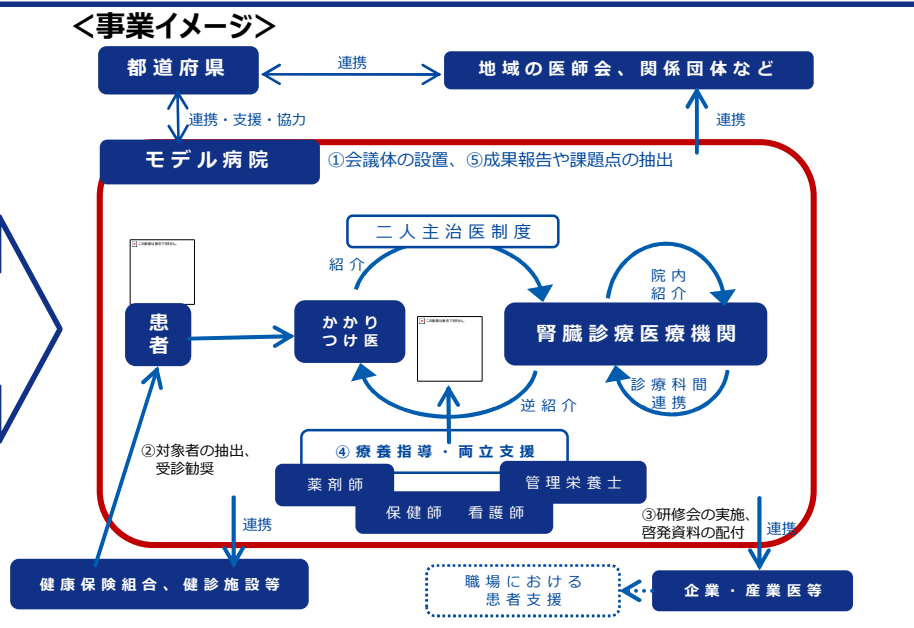 ＜事業イメージ＞
都道府県
連携
地域の医師会、関係団体など
連携・支援・協力
連携
モデル病院
①会議体の設置、⑤成果報告や課題点の抽出
二人主治医制度
紹介
院内
紹介
患
者
かかり
つけ医
腎臓診療医療機関
診療科間
連携
逆紹介
②対象者の抽出、
受診勧奨
④療養指導・両立支援
薬剤師
管理栄養士
保健師 看護師
連携
③研修会の実施、
啓発資料の配付
連携
健康保険組合、健診施設等
職場における
患者支援
企業・産業医等